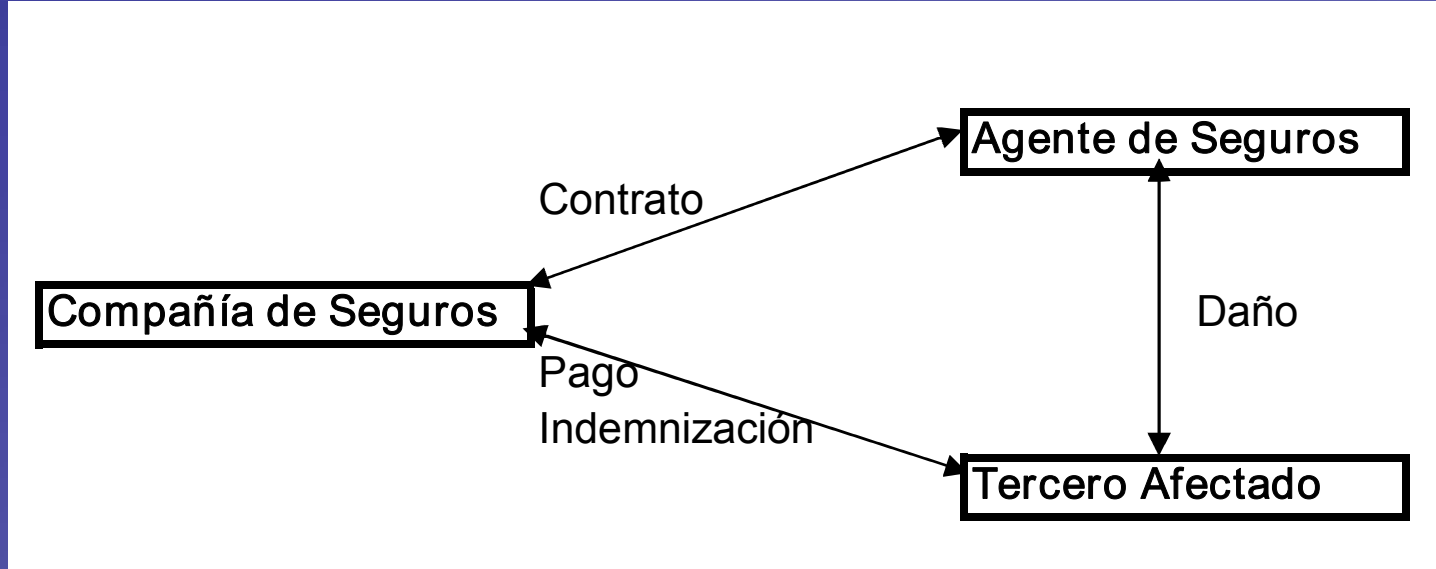 Agente de Seguros
Contrato
Compañía de Seguros
Daño
Pago
Indemnización
Tercero Afectado